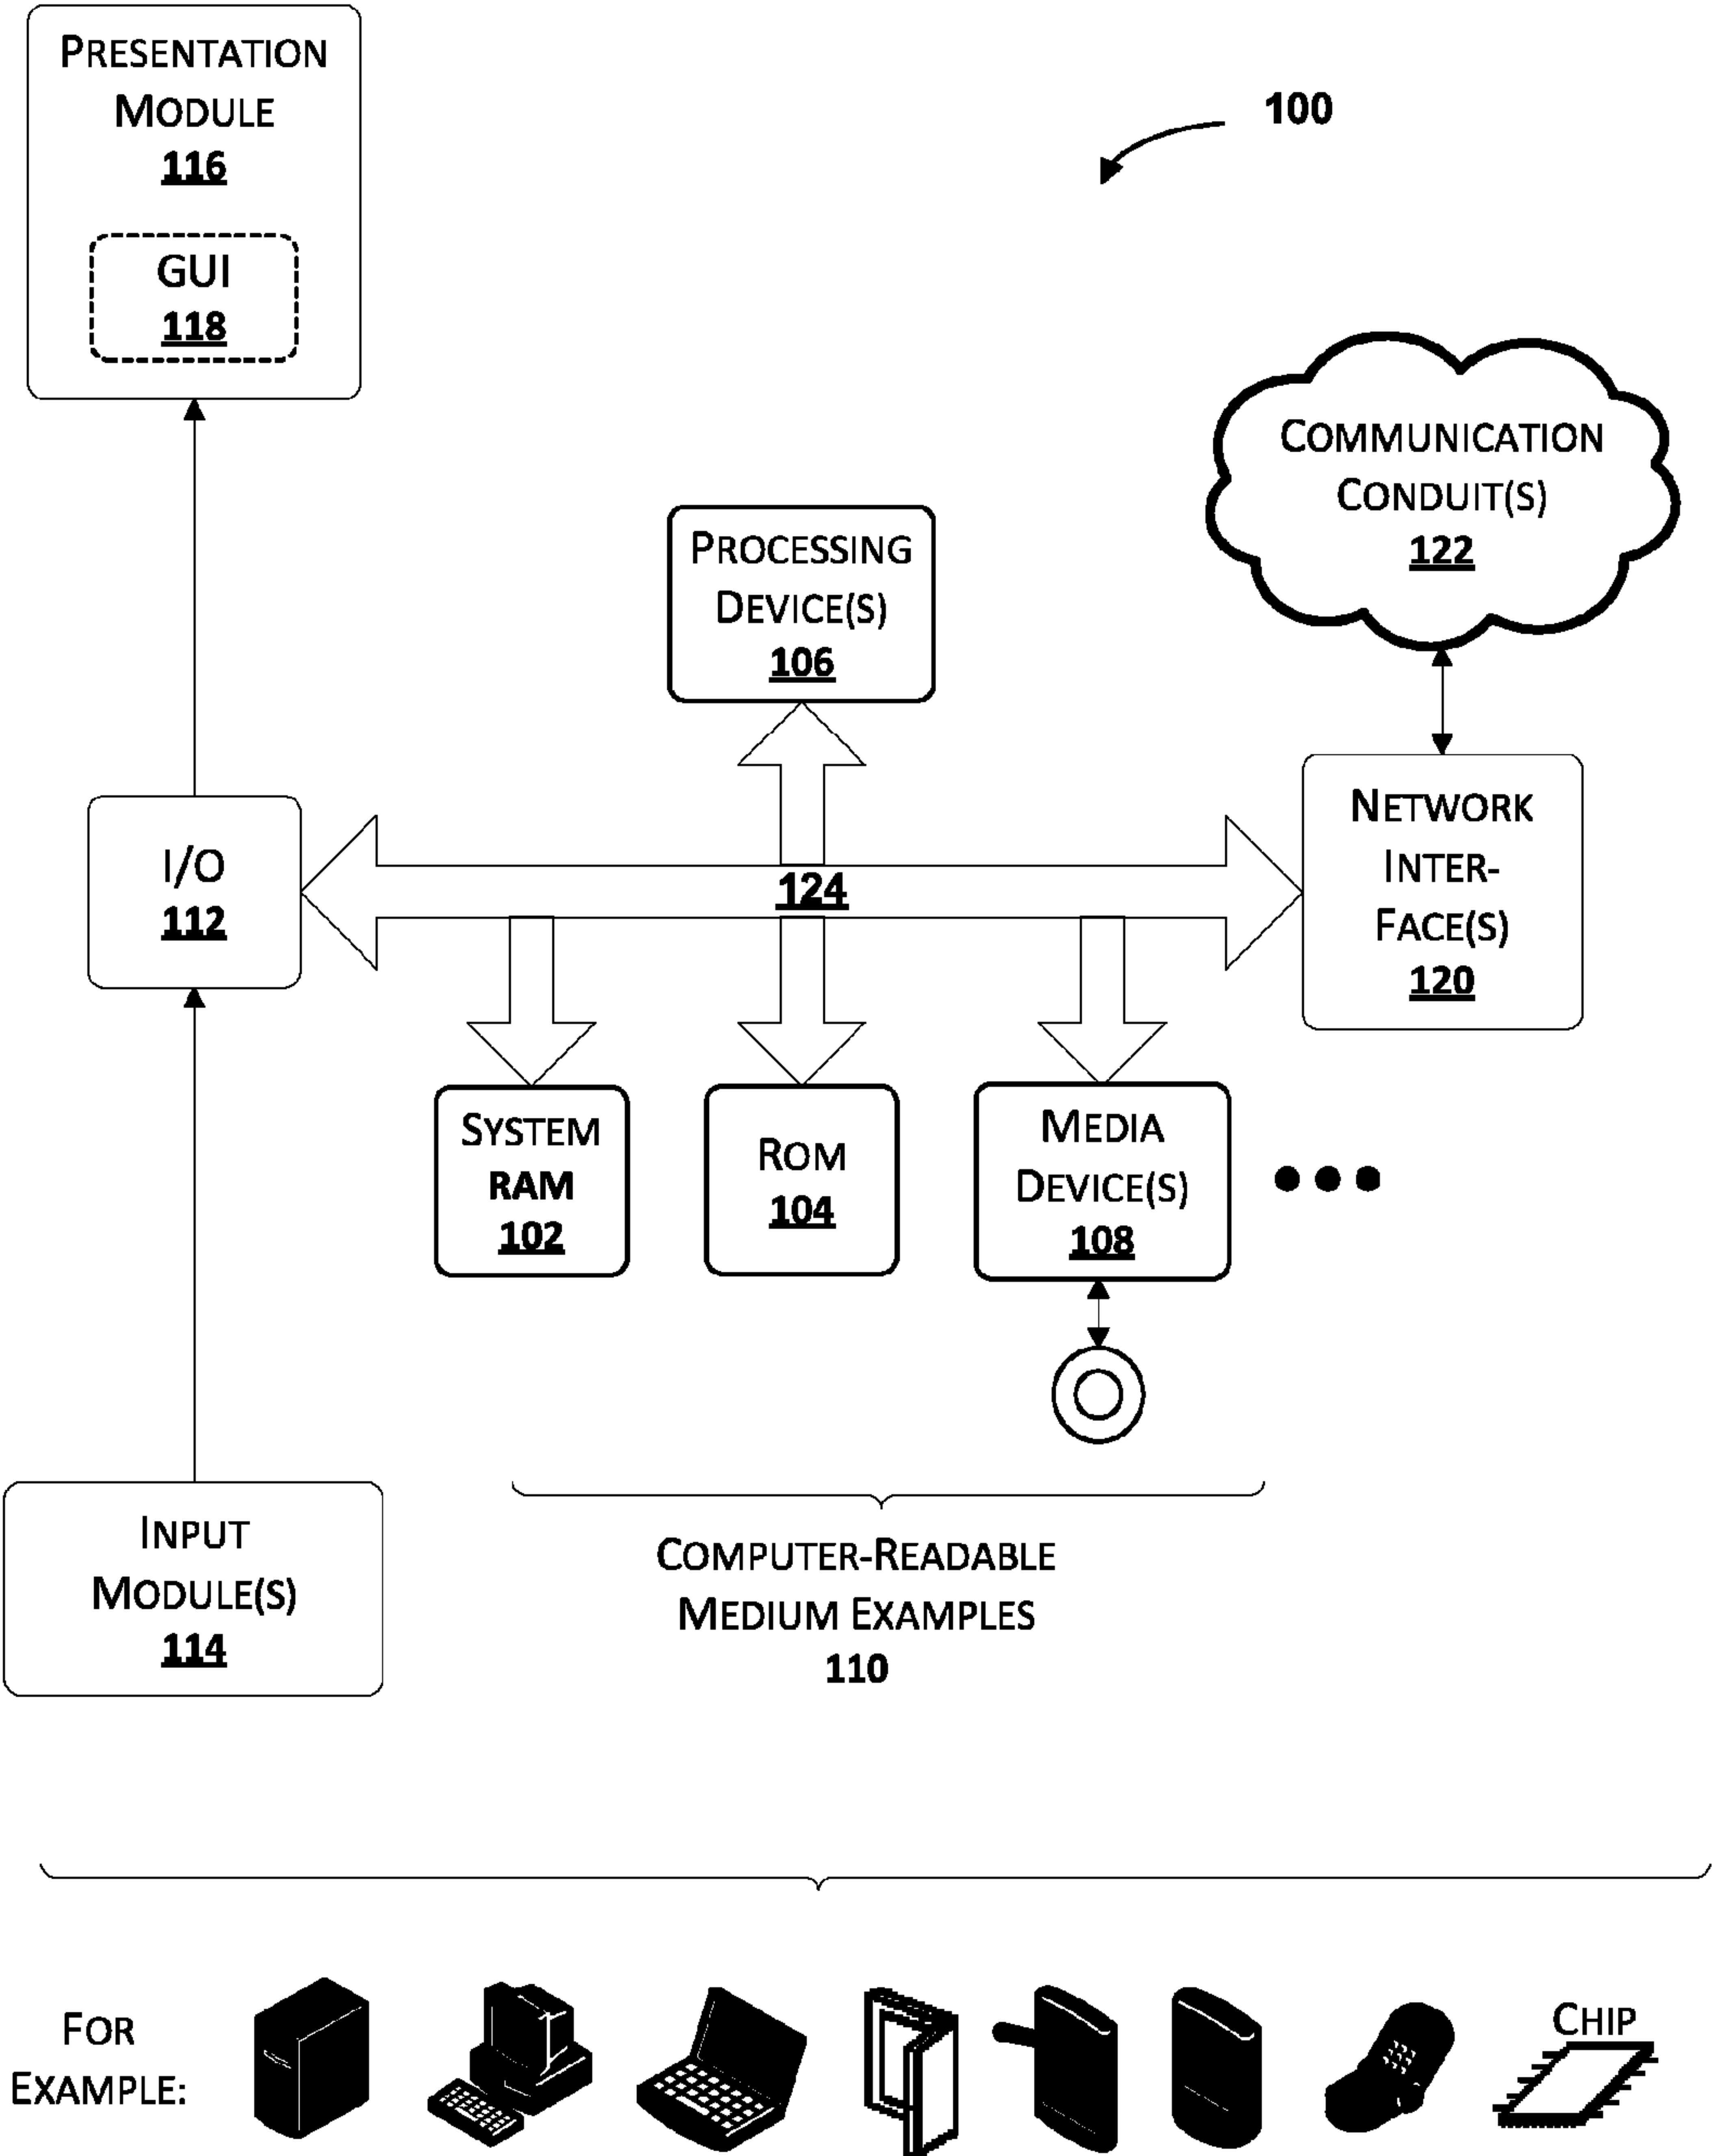 PRESENTATION
MODULE
116
GUI
118
100
COMMUNICATION
CONDUIT(S)
122
PROCESSING
DEVICE(S)
106
NETWORK
INTER-
FACE(S)
120
I/O
112
124
SYSTEM
RAM
102
ROM
104
MEDIA
DEVICE(S)
108
INPUT
MODULE(S)
114
COMPUTER-READABLE
MEDIUM EXAMPLES
110
FOR
EXAMPLE:
CHIP